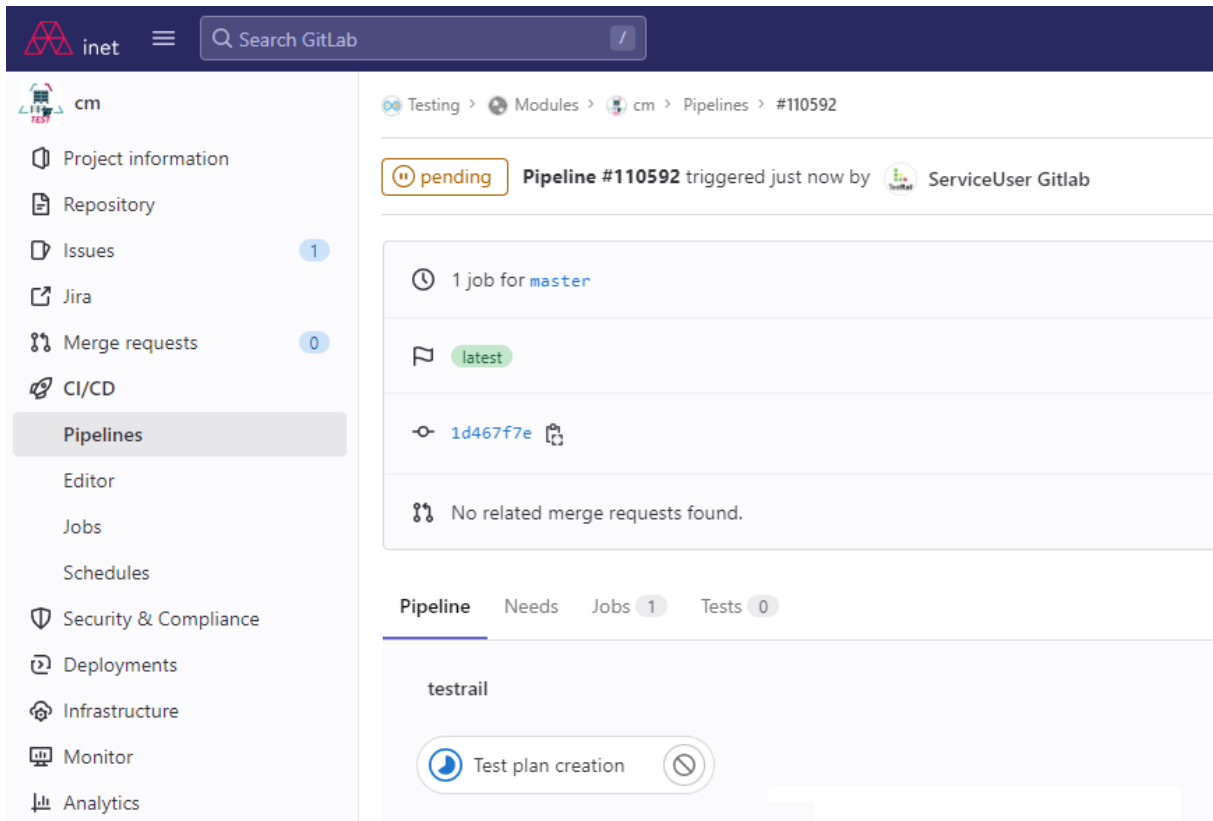 inet
Search GitLab /
cm
TEST
Testing > Modules > cm > Pipelines > #110592
pending Pipeline #110592 triggered just now by ServiceUser Gitlab
Project information
Repository
Issues 1
Jira
Merge requests 0
CI/CD
Pipelines
Editor
Jobs
Schedules
Security & Compliance
Deployments
Infrastructure
Monitor
Analytics
1 job for master
latest
1d467f7e
No related merge requests found.
Pipeline Needs Jobs 1 Tests 0
testrail
Test plan creation